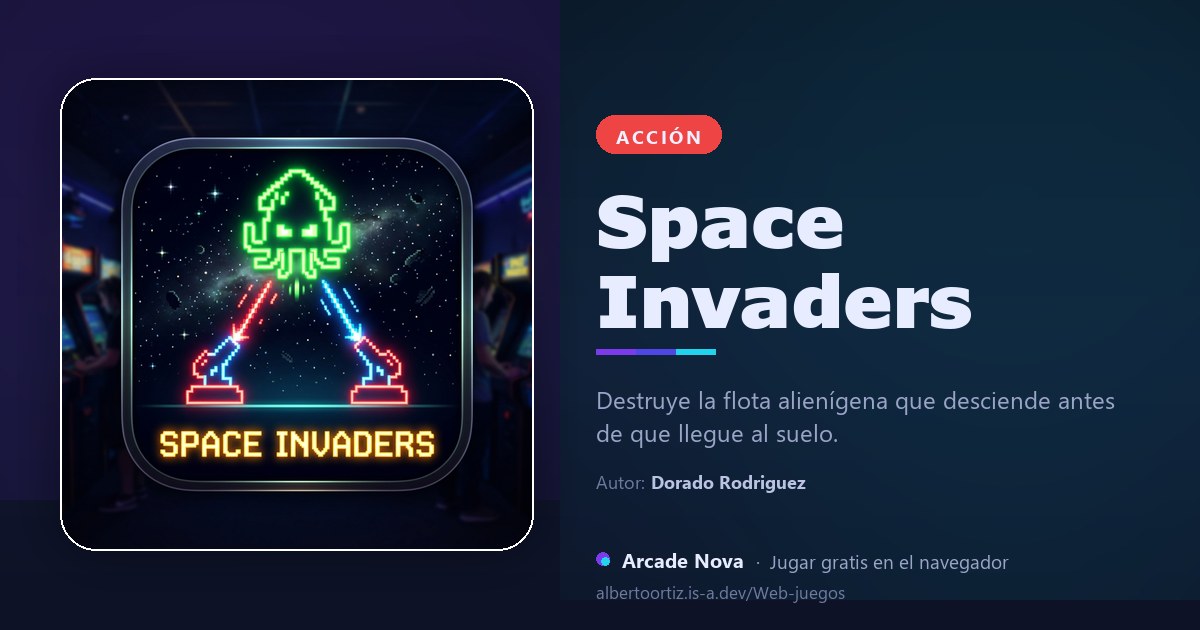 SPACE INVADERS
ACCIÓN
Space
Invaders
Destruye la flota alienígena que desciende antes
de que llegue al suelo.
Autor: Dorado Rodriguez
Arcade Nova · Jugar gratis en el navegador
albertoortiz.is-a.dev/Web-juegos